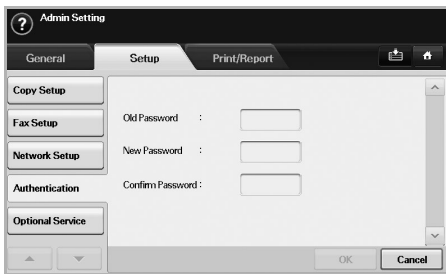 ? Admin Setting
General Setup Print/Report
Copy Setup
Fax Setup
Network Setup
Authentication
Optional Service
Old Password :
New Password :
Confirm Password :
OK Cancel